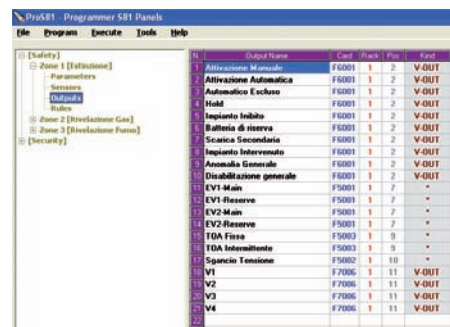 ProS81 - Programmer S81 Panels
File Program Execute Tools Help
[Safety]
Zone 1 [Estinzione]
Parameters
Sensors
Outputs
Rules
Zone 2 [Rivelazione Gas]
Zone 3 [Rivelazione Fumo]
[Security]
N. Output Name Card Rack Pos Kind
1 Attivazione Manuale F6001 1 2 V-OUT
2 Attivazione Automatica F6001 1 2 V-OUT
3 Automatico Escluso F6001 1 2 V-OUT
4 Hold F6001 1 2 V-OUT
5 Impianto Inibito F6001 1 2 V-OUT
6 Batteria di riserva F6001 1 2 V-OUT
7 Scarica Secondaria F6001 1 2 V-OUT
8 Impianto Intervenuto F6001 1 2 V-OUT
9 Anomalia Generale F6001 1 2 V-OUT
10 Disabilitazione generale F6001 1 2 V-OUT
11 EV1-Main F5001 1 7 *
12 EV1-Reserve F5001 1 7 *
13 EV2-Main F5001 1 7 *
14 EV2-Reserve F5001 1 7 *
15 TOA Fissa F5003 1 9 *
16 TOA Intermittente F5003 1 9 *
17 Sgancio Tensione F5002 1 10 *
18 V1 F7006 1 11 V-OUT
19 V2 F7006 1 11 V-OUT
20 V3 F7006 1 11 V-OUT
21 V4 F7006 1 11 V-OUT
22